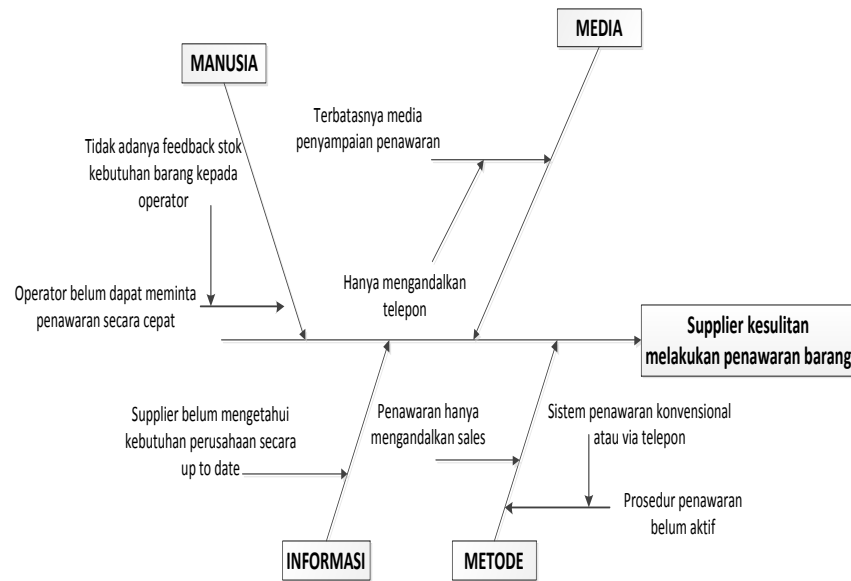 MEDIA
MANUSIA
Terbatasnya media
penyampaian penawaran
Tidak adanya feedback stok
kebutuhan barang kepada
operator
Hanya mengandalkan
telepon
Operator belum dapat meminta
penawaran secara cepat
Supplier kesulitan
melakukan penawaran barang
Supplier belum mengetahui
kebutuhan perusahaan secara
up to date
Penawaran hanya
mengandalkan sales
Sistem penawaran konvensional
atau via telepon
Prosedur penawaran
belum aktif
INFORMASI
METODE